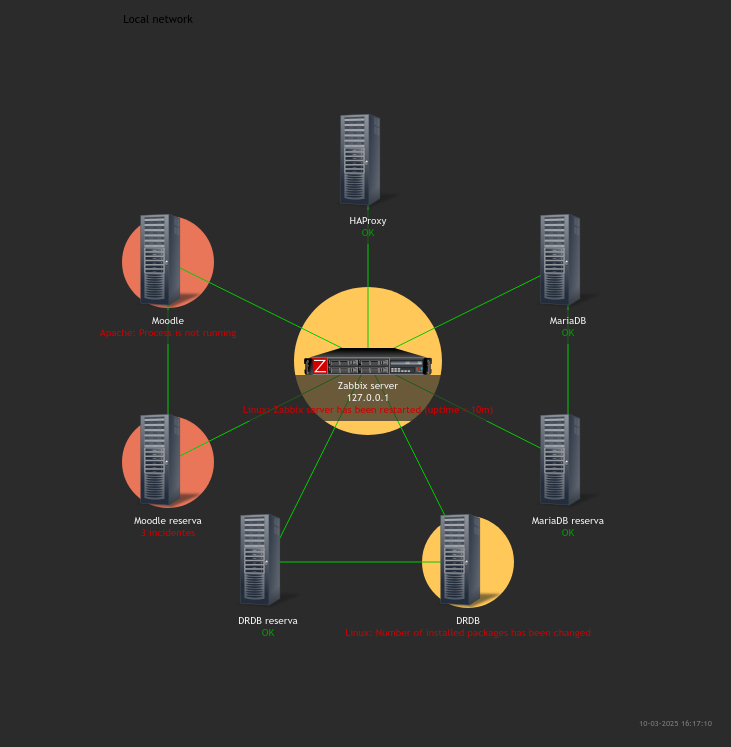 Local network
HAProxy
OK
Moodle
Apache: Process is not running
MariaDB
OK
Z
Zabbix server
127.0.0.1
Linux: Zabbix server has been restarted (uptime < 10m)
Moodle reserva
3 incidentes
MariaDB reserva
OK
DRDB reserva
OK
DRDB
Linux: Number of installed packages has been changed
10-03-2025 16:17:10